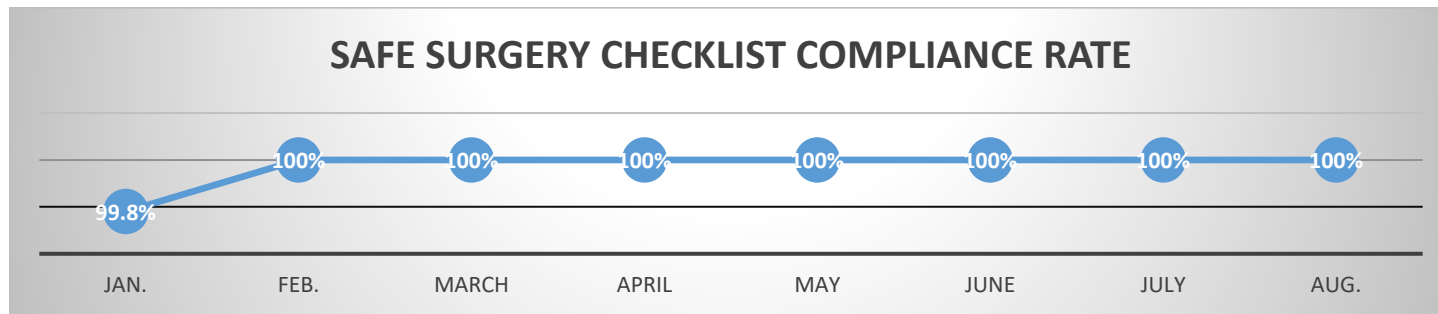 SAFE SURGERY CHECKLIST COMPLIANCE RATE
99.8% 100% 100% 100% 100% 100% 100% 100%
JAN. FEB. MARCH APRIL MAY JUNE JULY AUG.